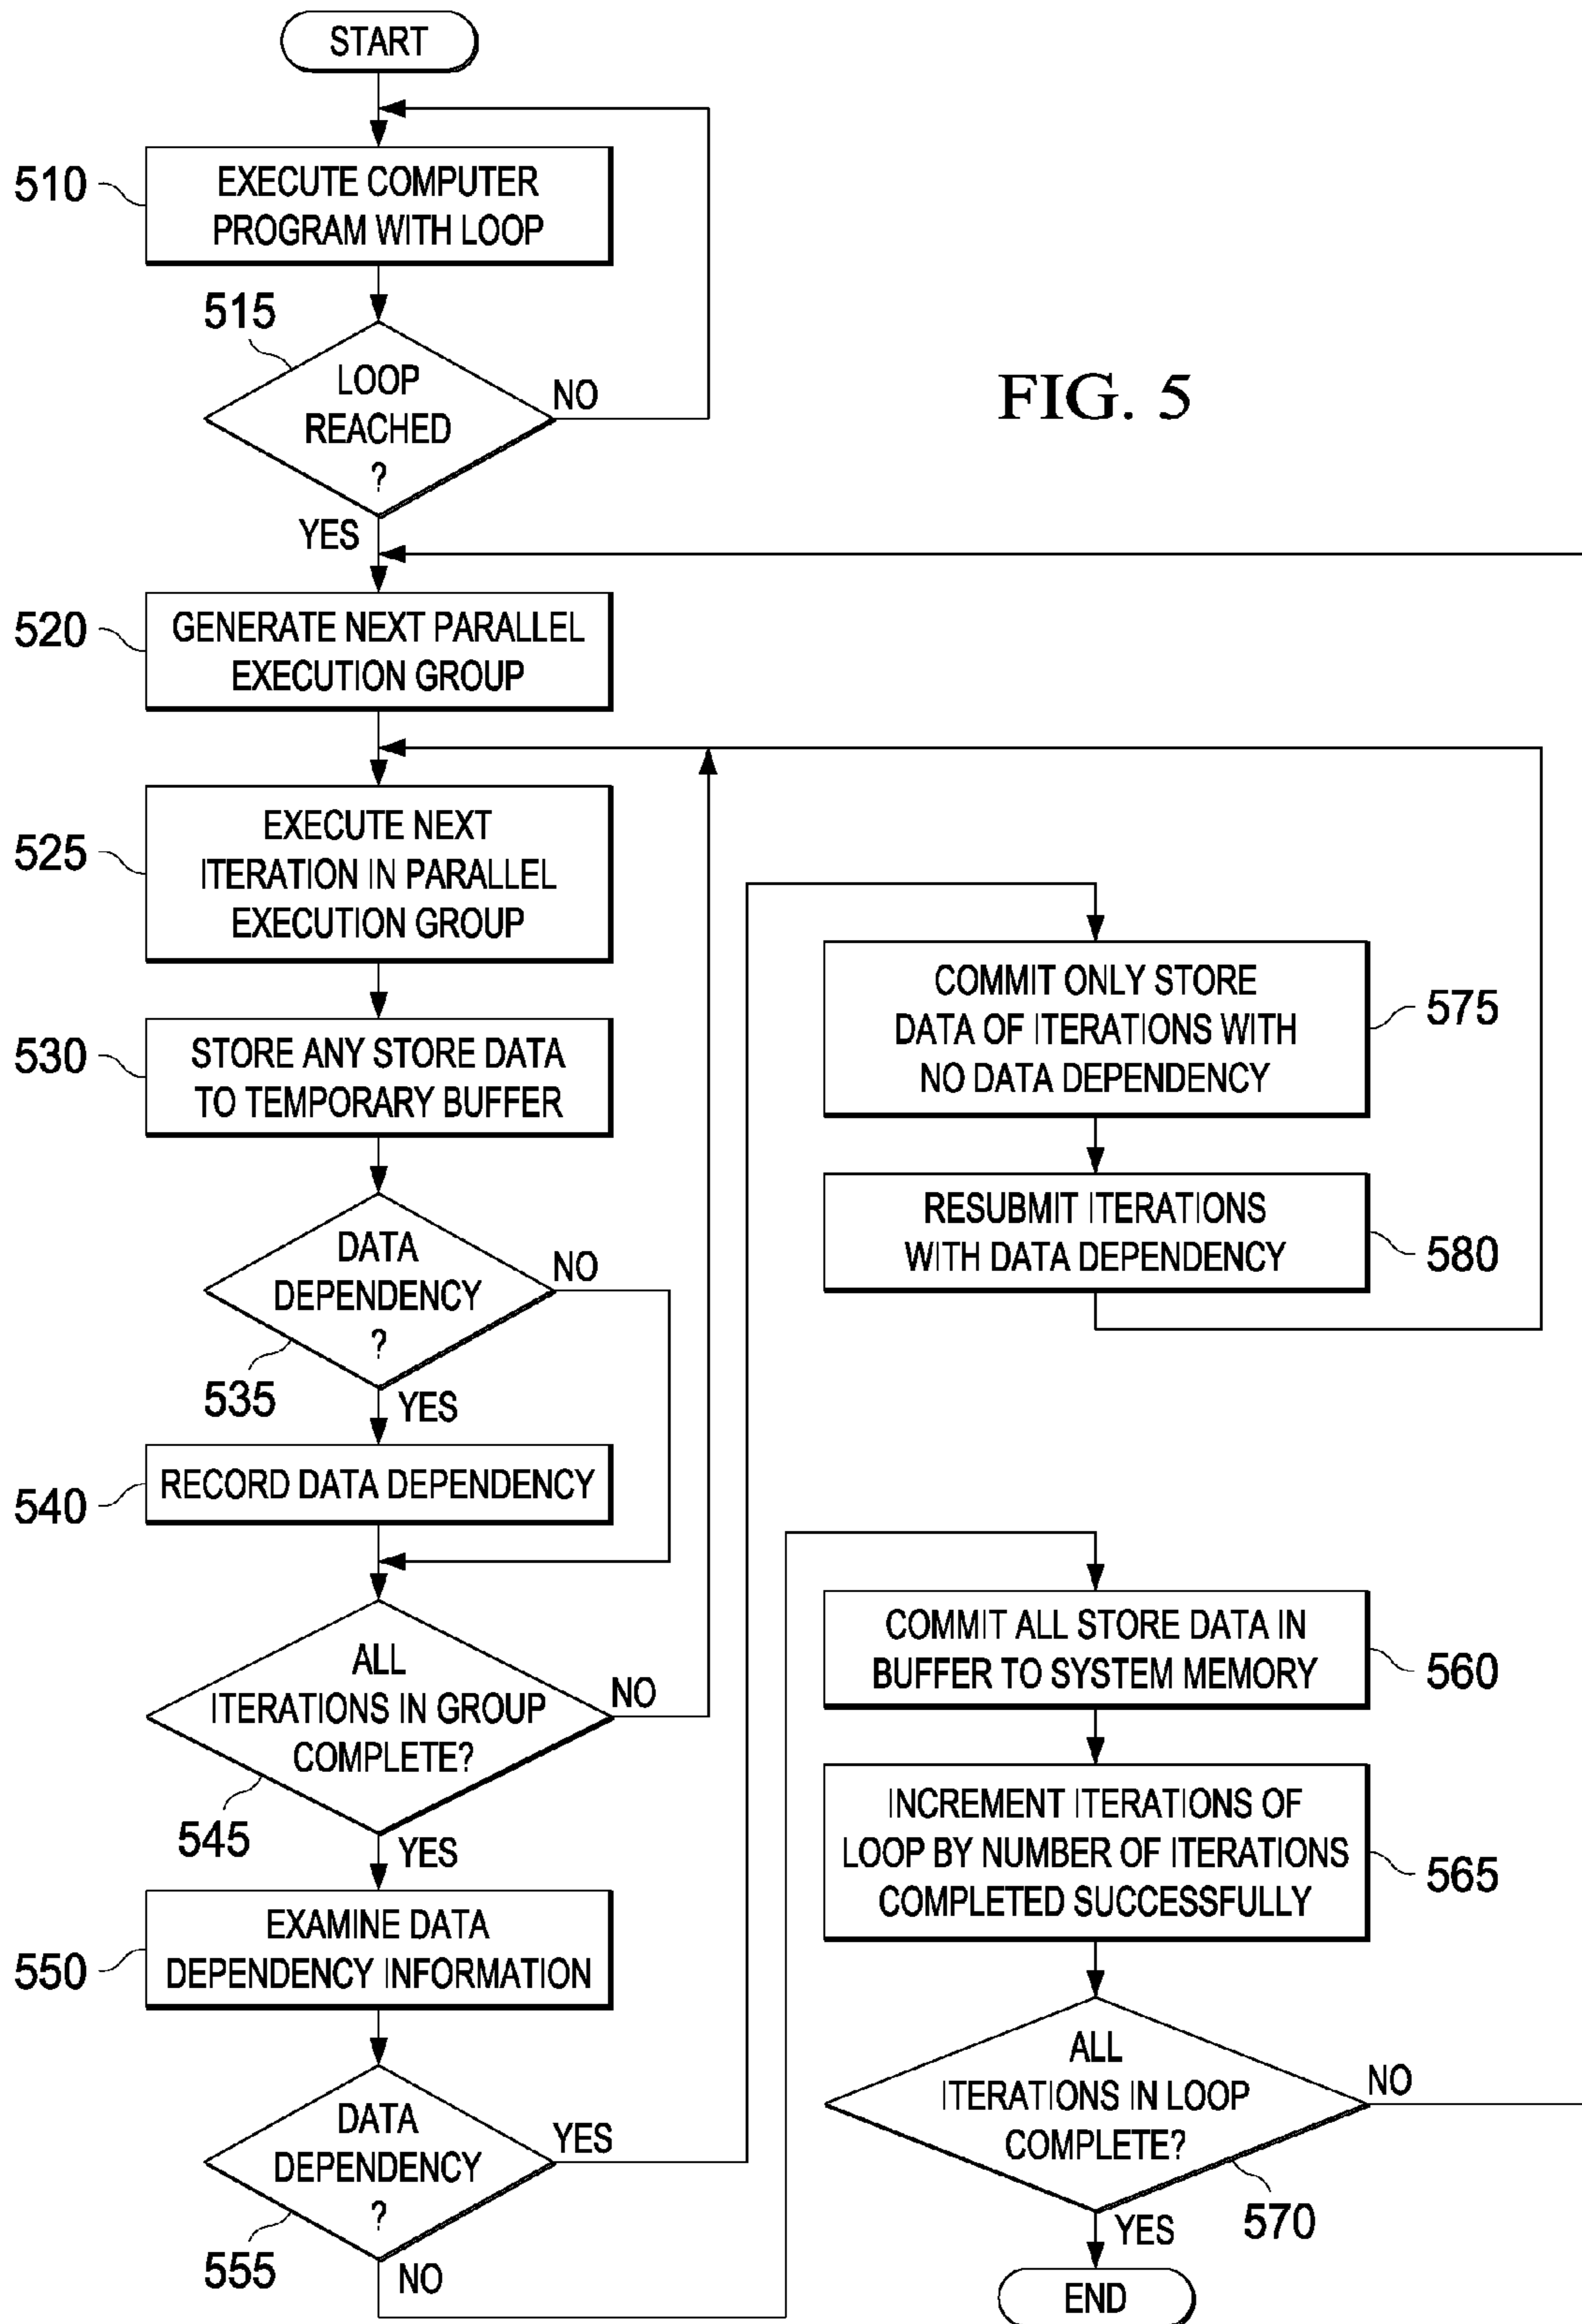 START
510
EXECUTE COMPUTER
PROGRAM WITH LOOP
515
LOOP
REACHED
?
NO
YES
FIG. 5
520
GENERATE NEXT PARALLEL
EXECUTION GROUP
525
EXECUTE NEXT
ITERATION IN PARALLEL
EXECUTION GROUP
530
STORE ANY STORE DATA
TO TEMPORARY BUFFER
DATA
DEPENDENCY
?
NO
535
YES
540
RECORD DATA DEPENDENCY
ALL
ITERATIONS IN GROUP
COMPLETE?
NO
545
YES
550
EXAMINE DATA
DEPENDENCY INFORMATION
DATA
DEPENDENCY
?
YES
555
NO
COMMIT ONLY STORE
DATA OF ITERATIONS WITH
NO DATA DEPENDENCY
575
RESUBMIT ITERATIONS
WITH DATA DEPENDENCY
580
COMMIT ALL STORE DATA IN
BUFFER TO SYSTEM MEMORY
560
INCREMENT ITERATIONS OF
LOOP BY NUMBER OF ITERATIONS
COMPLETED SUCCESSFULLY
565
ALL
ITERATIONS IN LOOP
COMPLETE?
NO
570
YES
END